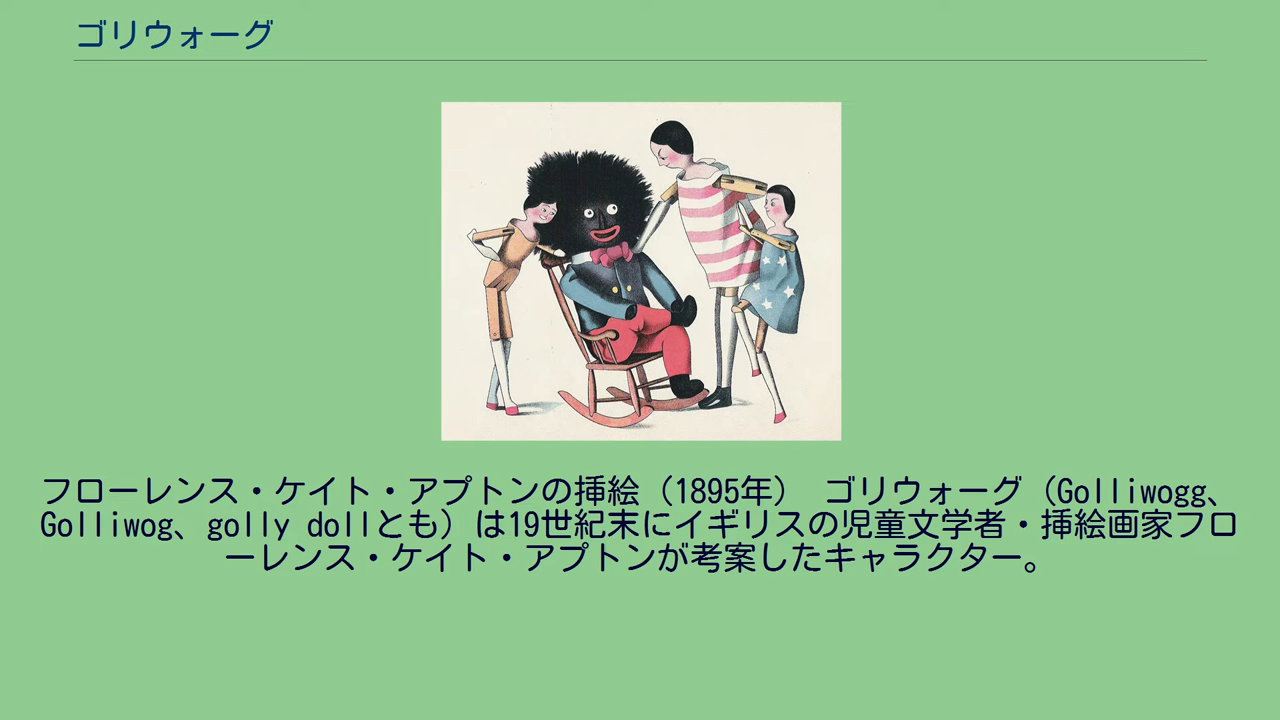 ゴリウォーグ
フローレンス・ケイト・アプトンの挿絵（1895年） ゴリウォーグ（Golliwogg、
Golliwog、golly dollとも）は19世紀末にイギリスの児童文学者・挿絵画家フロ
ーレンス・ケイト・アプトンが考案したキャラクター。